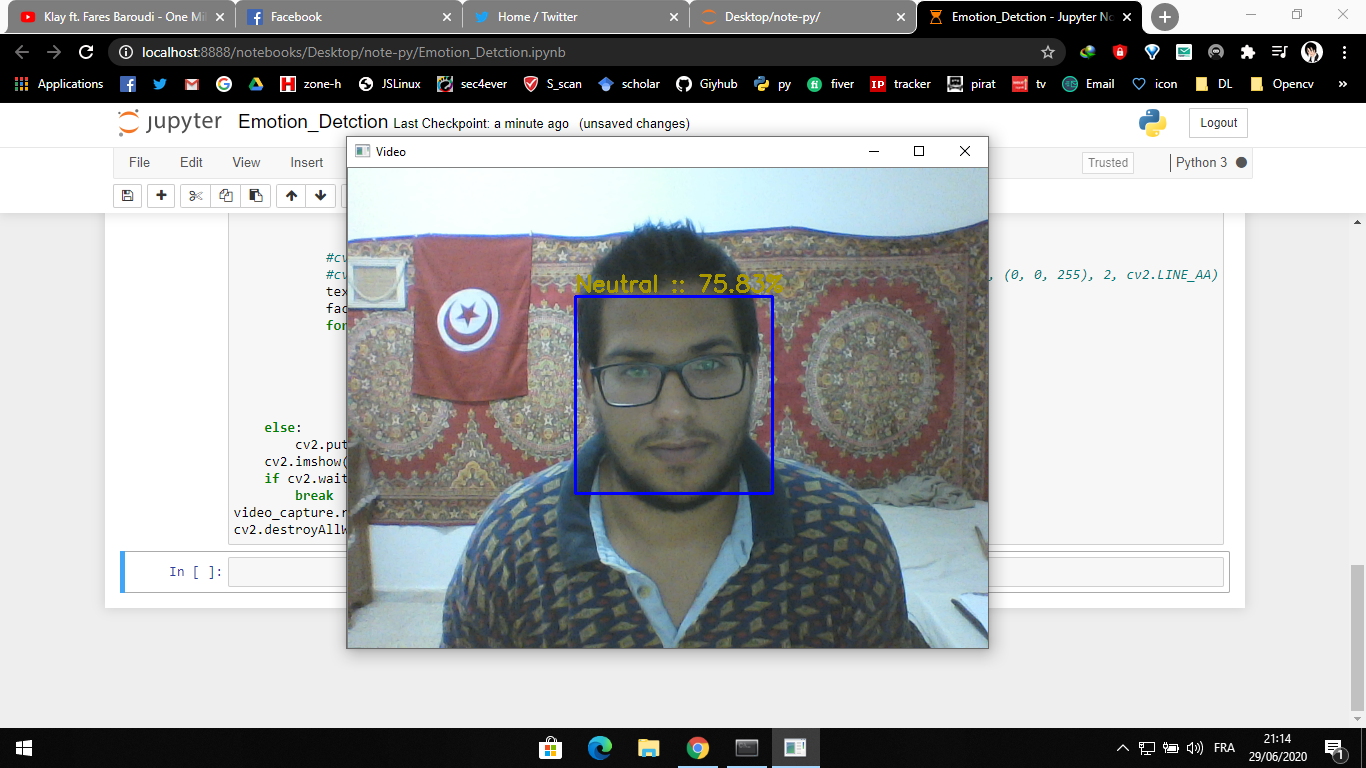 Klay ft. Fares Baroudi - One Mi
Facebook
Home / Twitter
Desktop/note-py/
Emotion_Detction - Jupyter No
localhost:8888/notebooks/Desktop/note-py/Emotion_Detction.ipynb
Applications
zone-h
JSLinux
sec4ever
S_scan
scholar
Giyhub
py
fiver
IP tracker
pirat
tv
Email
icon
DL
Opencv
»
jupyter Emotion_Detction Last Checkpoint: a minute ago (unsaved changes)
Logout
File Edit View Insert
Trusted
Python 3
Video
#cv
#cv
, (0, 0, 255), 2, cv2.LINE_AA)
tex
fac
for
Neutral :: 75.83%
else:
cv2.put
cv2.imshow(
if cv2.wait
break
video_capture.r
cv2.destroyAllW
In [ ]:
FRA
21:14
29/06/2020
1